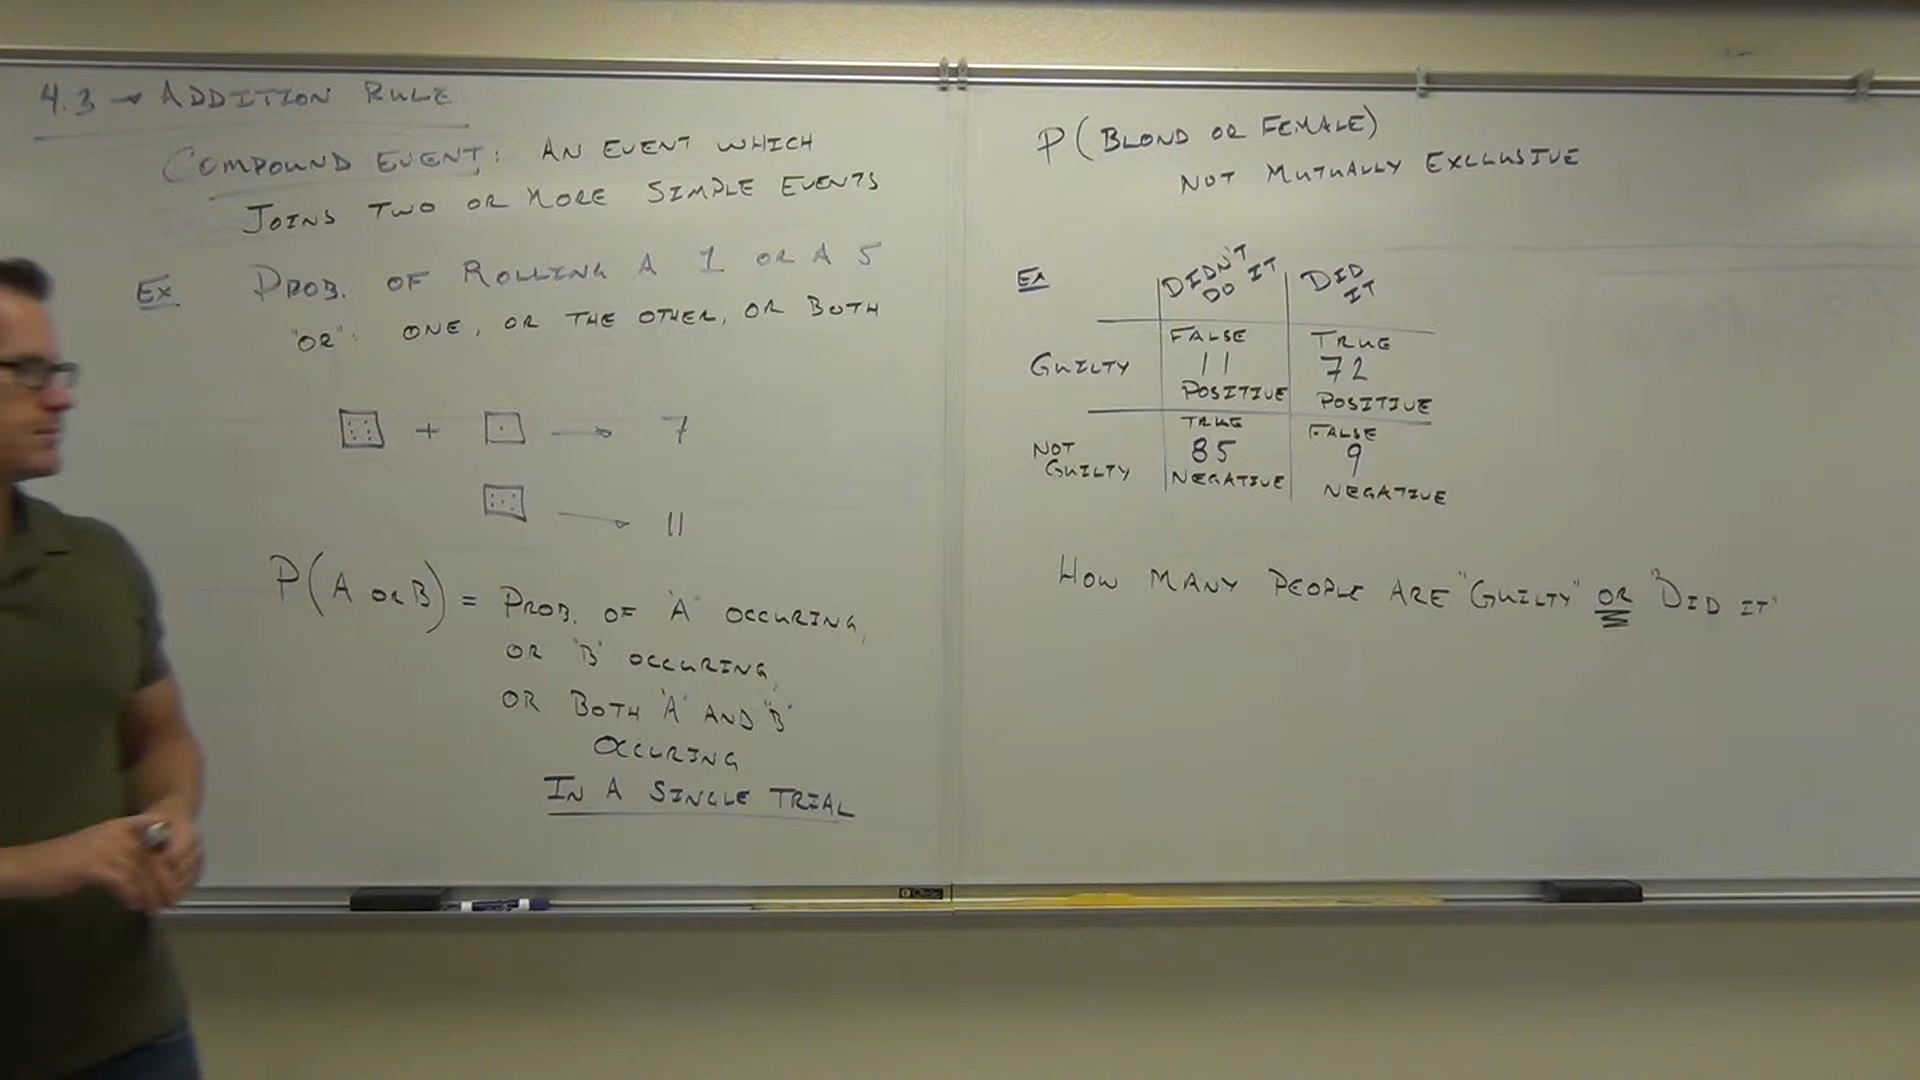 4.3 → ADDITION RULE
COMPOUND EVENT: AN EVENT WHICH
JOINS TWO OR MORE SIMPLE EVENTS
EX PROB. OF ROLLING A 1 OR A 5
"OR": ONE, OR THE OTHER, OR BOTH
+ → 7
→ 11
P(A OR B) = PROB. OF "A" OCCURING,
OR "B" OCCURING,
OR BOTH "A" AND "B"
OCCURING
IN A SINGLE TRIAL
P(BLOND OR FEMALE)
NOT MUTUALLY EXCLUSIVE
EX
DIDN'T DO IT
DID IT
GUILTY
FALSE
11
POSITIVE
TRUE
72
POSITIVE
NOT
GUILTY
TRUE
85
NEGATIVE
FALSE
9
NEGATIVE
HOW MANY PEOPLE ARE "GUILTY" OR "DID IT"